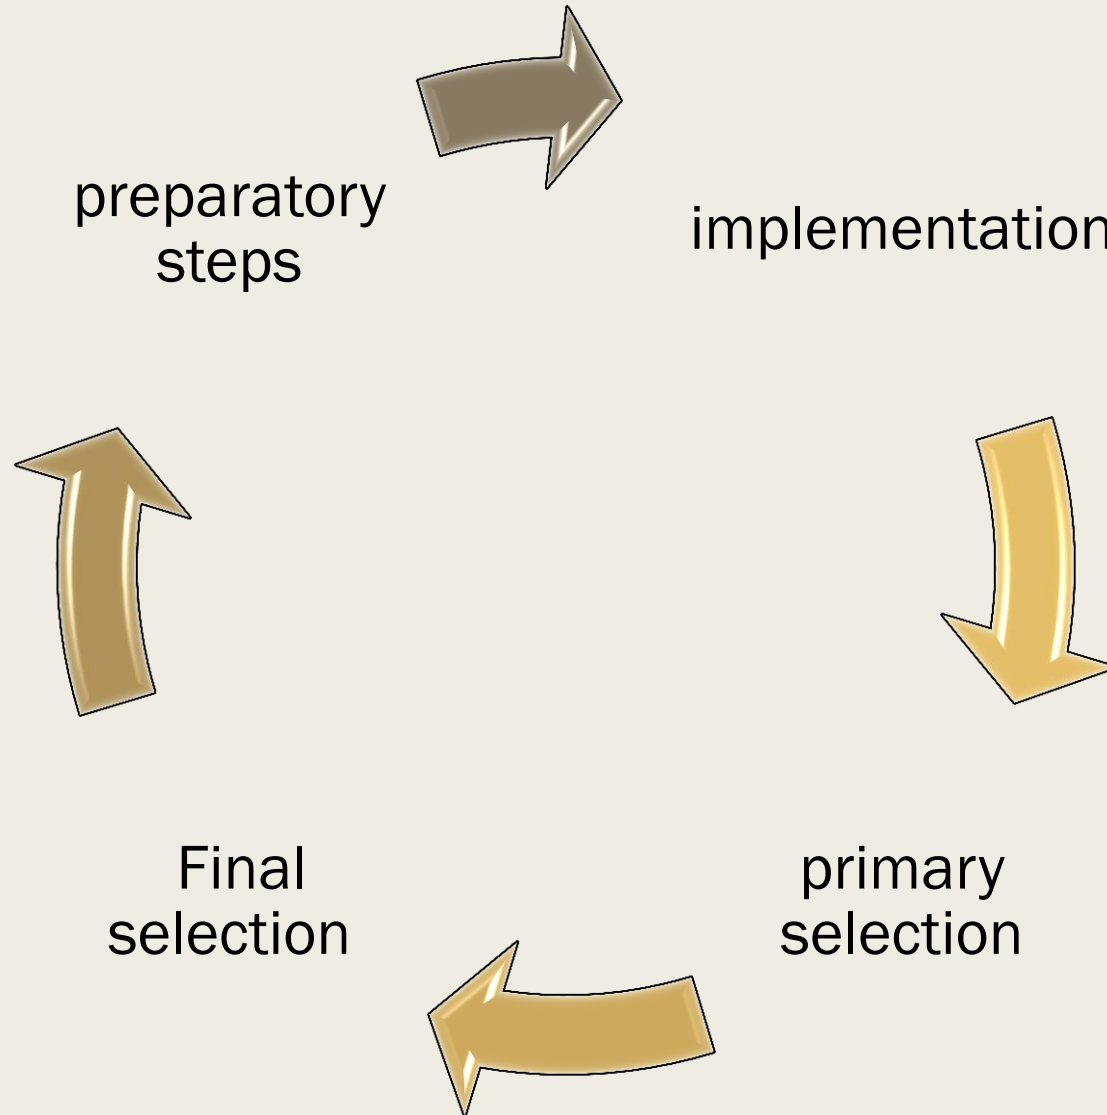 preparatory
steps
implementation
primary
selection
Final
selection